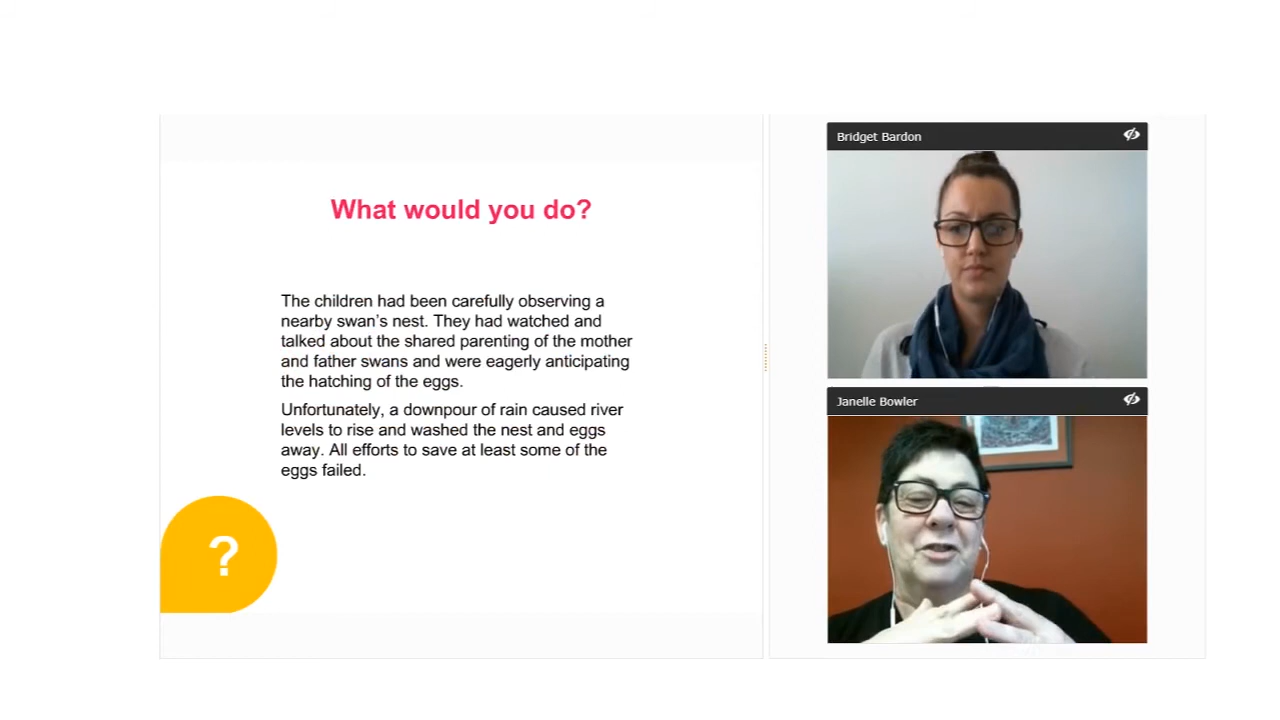 What would you do?
The children had been carefully observing a
nearby swan's nest. They had watched and
talked about the shared parenting of the mother
and father swans and were eagerly anticipating
the hatching of the eggs.
Unfortunately, a downpour of rain caused river
levels to rise and washed the nest and eggs
away. All efforts to save at least some of the
eggs failed.
?
Bridget Bardon
Janelle Bowler